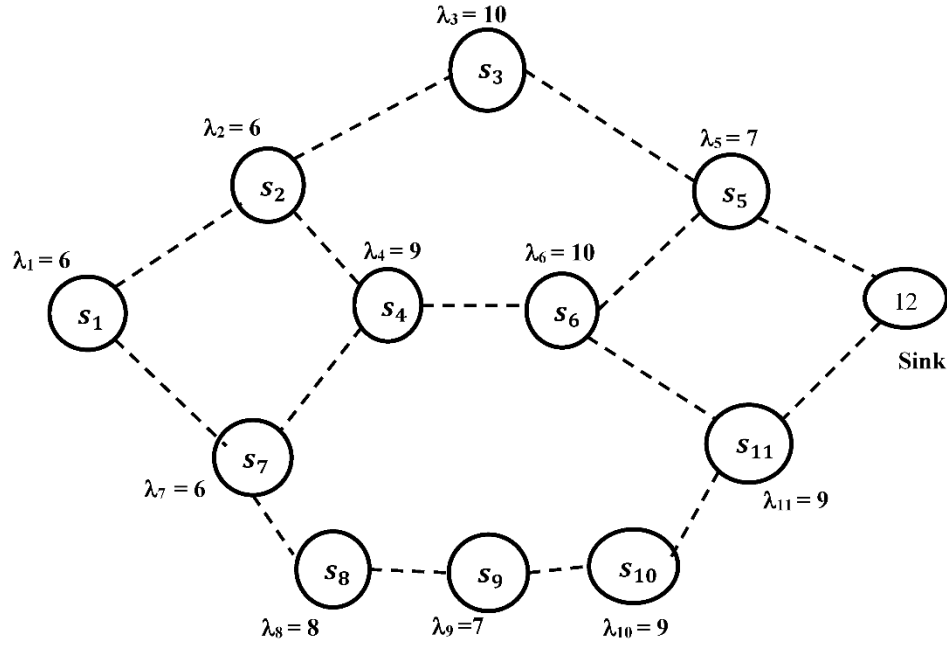 λ₃ = 10
s₃
λ₂ = 6
s₂
λ₅ = 7
s₅
λ₁ = 6
s₁
λ₄ = 9
s₄
λ₆ = 10
s₆
12
Sink
s₇
λ₇ = 6
s₁₁
λ₁₁ = 9
s₈
λ₈ = 8
s₉
λ₉ =7
s₁₀
λ₁₀ = 9